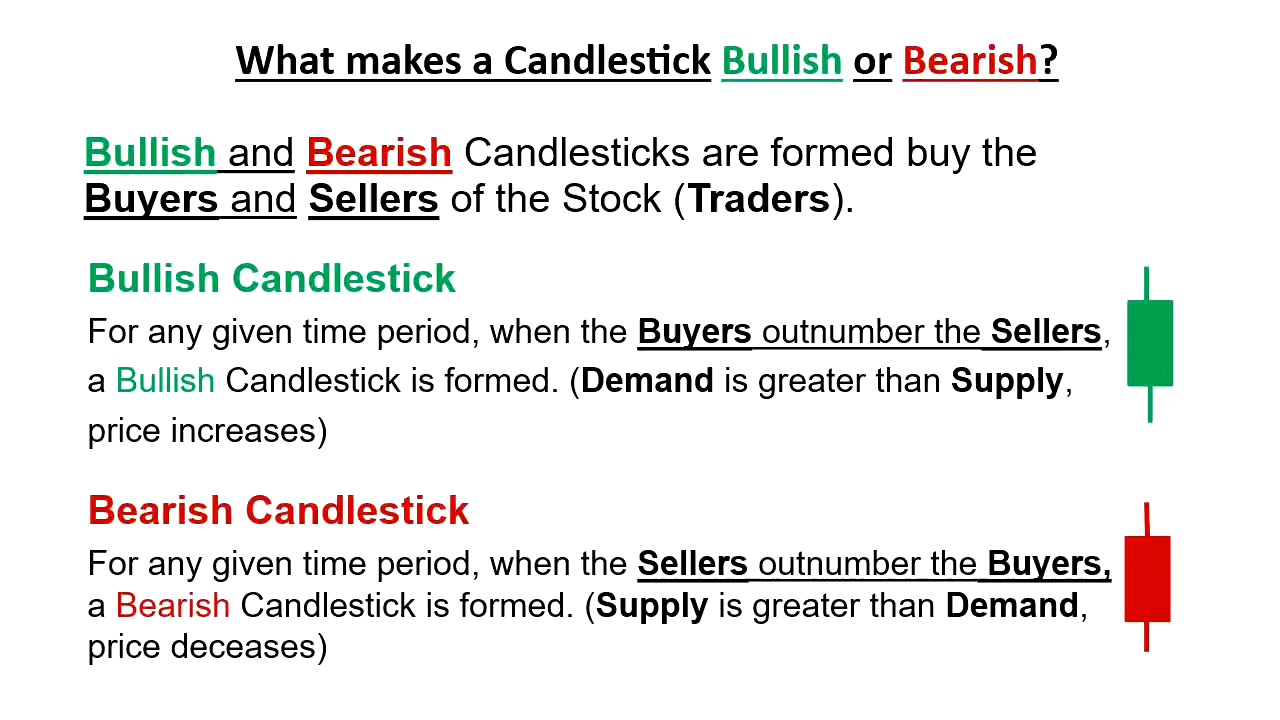 What makes a Candlestick Bullish or Bearish?
Bullish and Bearish Candlesticks are formed buy the
Buyers and Sellers of the Stock (Traders).
Bullish Candlestick
For any given time period, when the Buyers outnumber the Sellers,
a Bullish Candlestick is formed. (Demand is greater than Supply,
price increases)
Bearish Candlestick
For any given time period, when the Sellers outnumber the Buyers,
a Bearish Candlestick is formed. (Supply is greater than Demand,
price deceases)